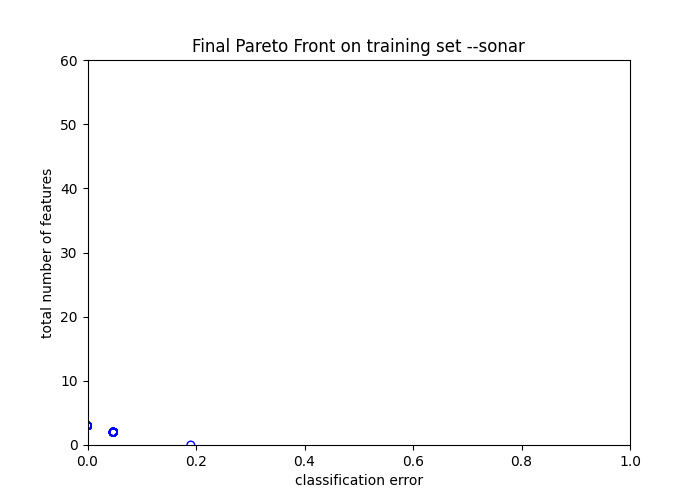 Final Pareto Front on training set --sonar
60
50
40
30
20
10
0
total number of features
0.0 0.2 0.4 0.6 0.8 1.0
classification error